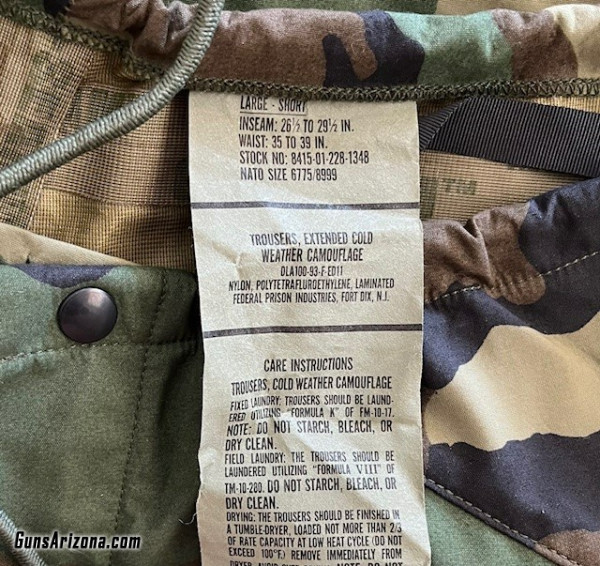 LARGE - SHORT
INSEAM: 26½ TO 29½ IN.
WAIST: 35 TO 39 IN.
STOCK NO: 8415-01-228-1348
NATO SIZE 6775/8999
TROUSERS, EXTENDED COLD
WEATHER CAMOUFLAGE
DLA100-93-F-ED11
NYLON, POLYTETRAFLUROETHYLENE, LAMINATED
FEDERAL PRISON INDUSTRIES, FORT DIX, N.J.
CARE INSTRUCTIONS
TROUSERS, COLD WEATHER CAMOUFLAGE
FIXED LAUNDRY: TROUSERS SHOULD BE LAUND-
ERED UTILIZING "FORMULA K" OF FM-10-17.
NOTE: DO NOT STARCH, BLEACH, OR
DRY CLEAN.
FIELD LAUNDRY: THE TROUSERS SHOULD BE
LAUNDERED UTILIZING "FORMULA VIII" OF
TM-10-280. DO NOT STARCH, BLEACH, OR
DRY CLEAN.
DRYING: THE TROUSERS SHOULD BE FINISHED IN
A TUMBLE-DRYER, LOADED NOT MORE THAN 2/3
OF RATE CAPACITY AT LOW HEAT CYCLE (DO NOT
EXCEED 100°F.) REMOVE IMMEDIATELY FROM
TM
GunsArizona.com